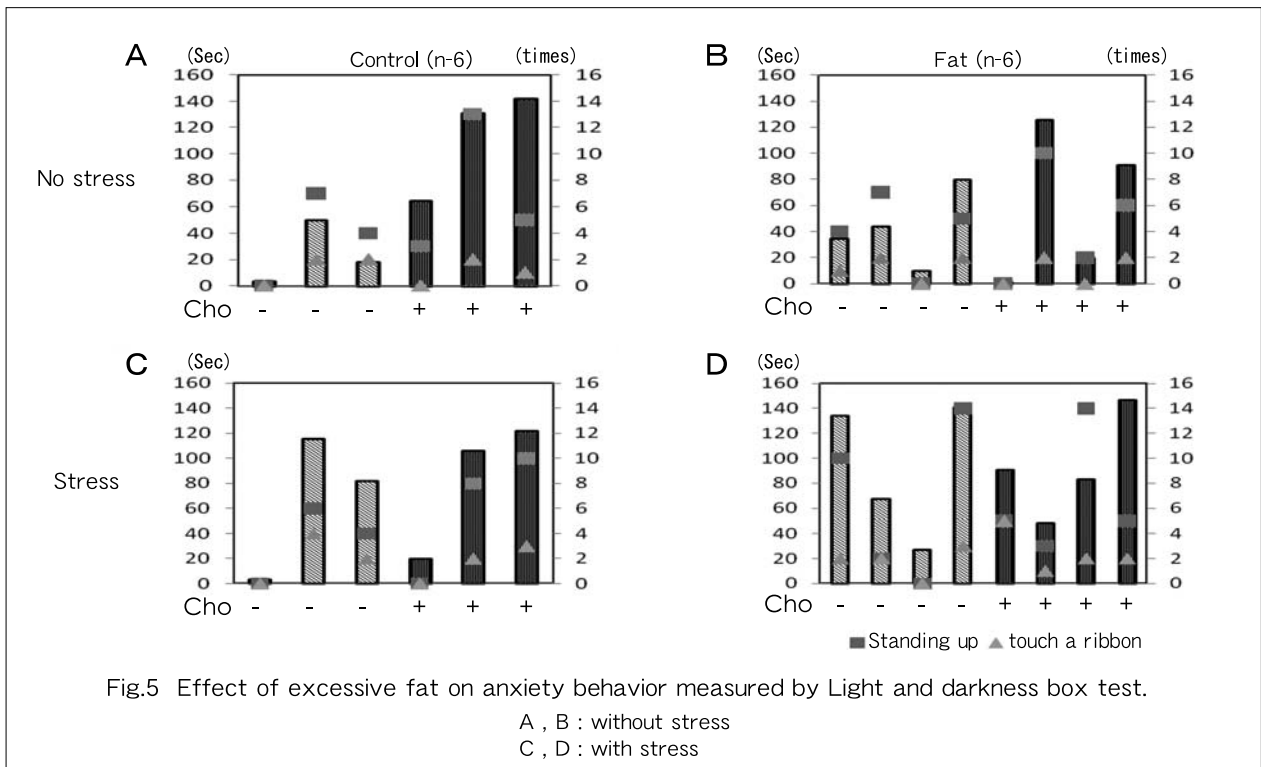 A (Sec) Control (n-6) (times)
B (Sec) Fat (n-6) (times)
160 16 160 16
140 14 140 14
120 12 120 12
100 10 100 10
No stress
80 8 80 8
60 6 60 6
40 4 40 4
20 2 20 2
0 0 0 0
Cho - - - + + +
Cho - - - - + + + +
C (Sec)
D (Sec)
160 16 160 16
140 14 140 14
120 12 120 12
100 10 100 10
Stress
80 8 80 8
60 6 60 6
40 4 40 4
20 2 20 2
0 0 0 0
Cho - - - + + +
Cho - - - - + + + +
Standing up touch a ribbon
Fig.5 Effect of excessive fat on anxiety behavior measured by Light and darkness box test.
A , B : without stress
C , D : with stress